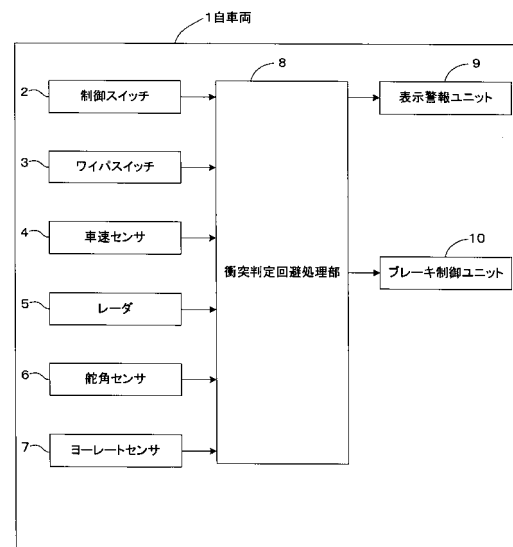 1自車両
2
制御スイッチ
3
ワイパスイッチ
4
車速センサ
5
レーダ
6
舵角センサ
7
ヨーレートセンサ
8
衝突判定回避処理部
9
表示警報ユニット
10
ブレーキ制御ユニット